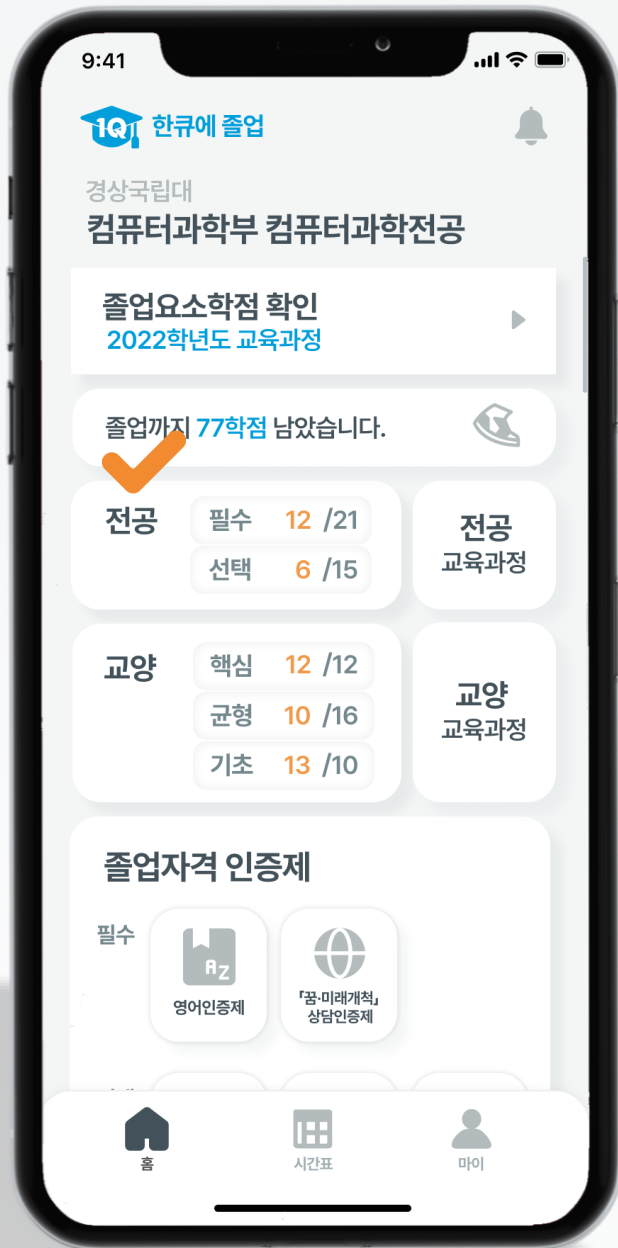 9:41
1Q 한큐에 졸업
경상국립대
컴퓨터과학부 컴퓨터과학전공
졸업요소학점 확인
2022학년도 교육과정
졸업까지 77학점 남았습니다.
전공
필수 12 /21
선택 6 /15
전공
교육과정
교양
핵심 12 /12
균형 10 /16
기초 13 /10
교양
교육과정
졸업자격 인증제
필수
AZ
영어인증제
「꿈·미래개척」
상담인증제
홈
시간표
마이